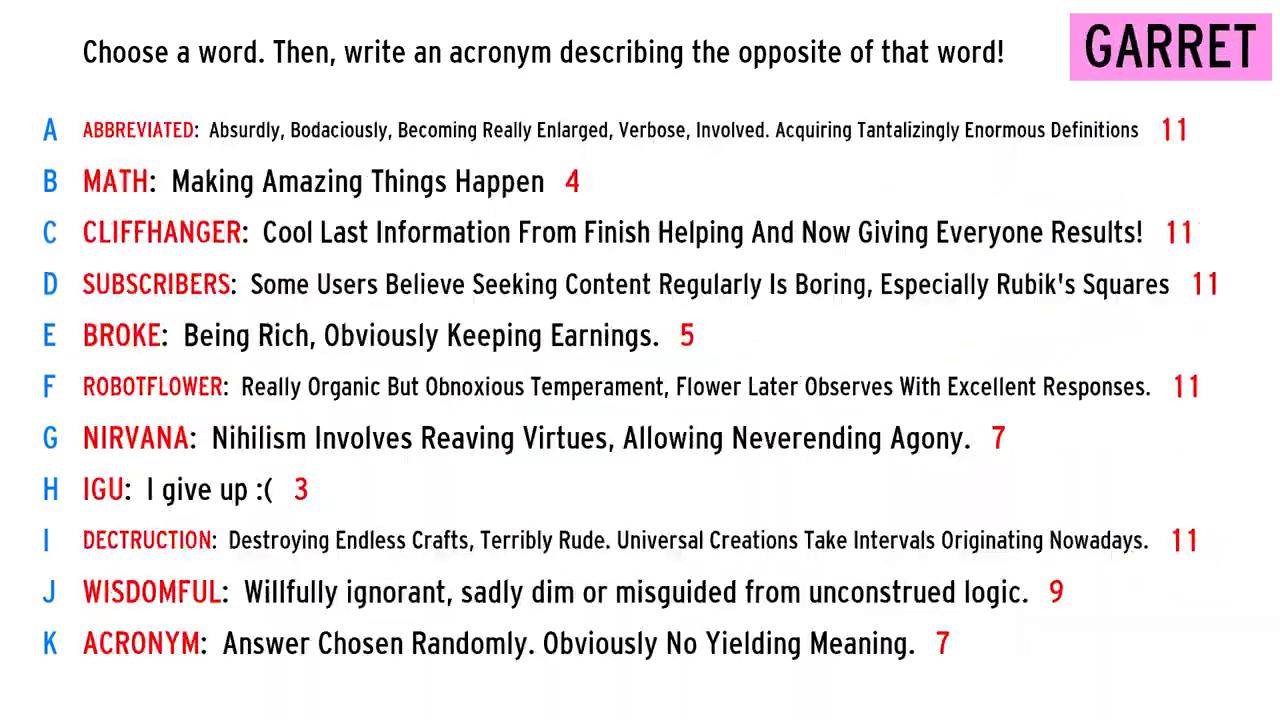 Choose a word. Then, write an acronym describing the opposite of that word!
GARRET
A ABBREVIATED: Absurdly, Bodaciously, Becoming Really Enlarged, Verbose, Involved. Acquiring Tantalizingly Enormous Definitions 11
B MATH: Making Amazing Things Happen 4
C CLIFFHANGER: Cool Last Information From Finish Helping And Now Giving Everyone Results! 11
D SUBSCRIBERS: Some Users Believe Seeking Content Regularly Is Boring, Especially Rubik's Squares 11
E BROKE: Being Rich, Obviously Keeping Earnings. 5
F ROBOTFLOWER: Really Organic But Obnoxious Temperament, Flower Later Observes With Excellent Responses. 11
G NIRVANA: Nihilism Involves Reaving Virtues, Allowing Neverending Agony. 7
H IGU: I give up :( 3
I DECTRUCTION: Destroying Endless Crafts, Terribly Rude. Universal Creations Take Intervals Originating Nowadays. 11
J WISDOMFUL: Willfully ignorant, sadly dim or misguided from unconstrued logic. 9
K ACRONYM: Answer Chosen Randomly. Obviously No Yielding Meaning. 7